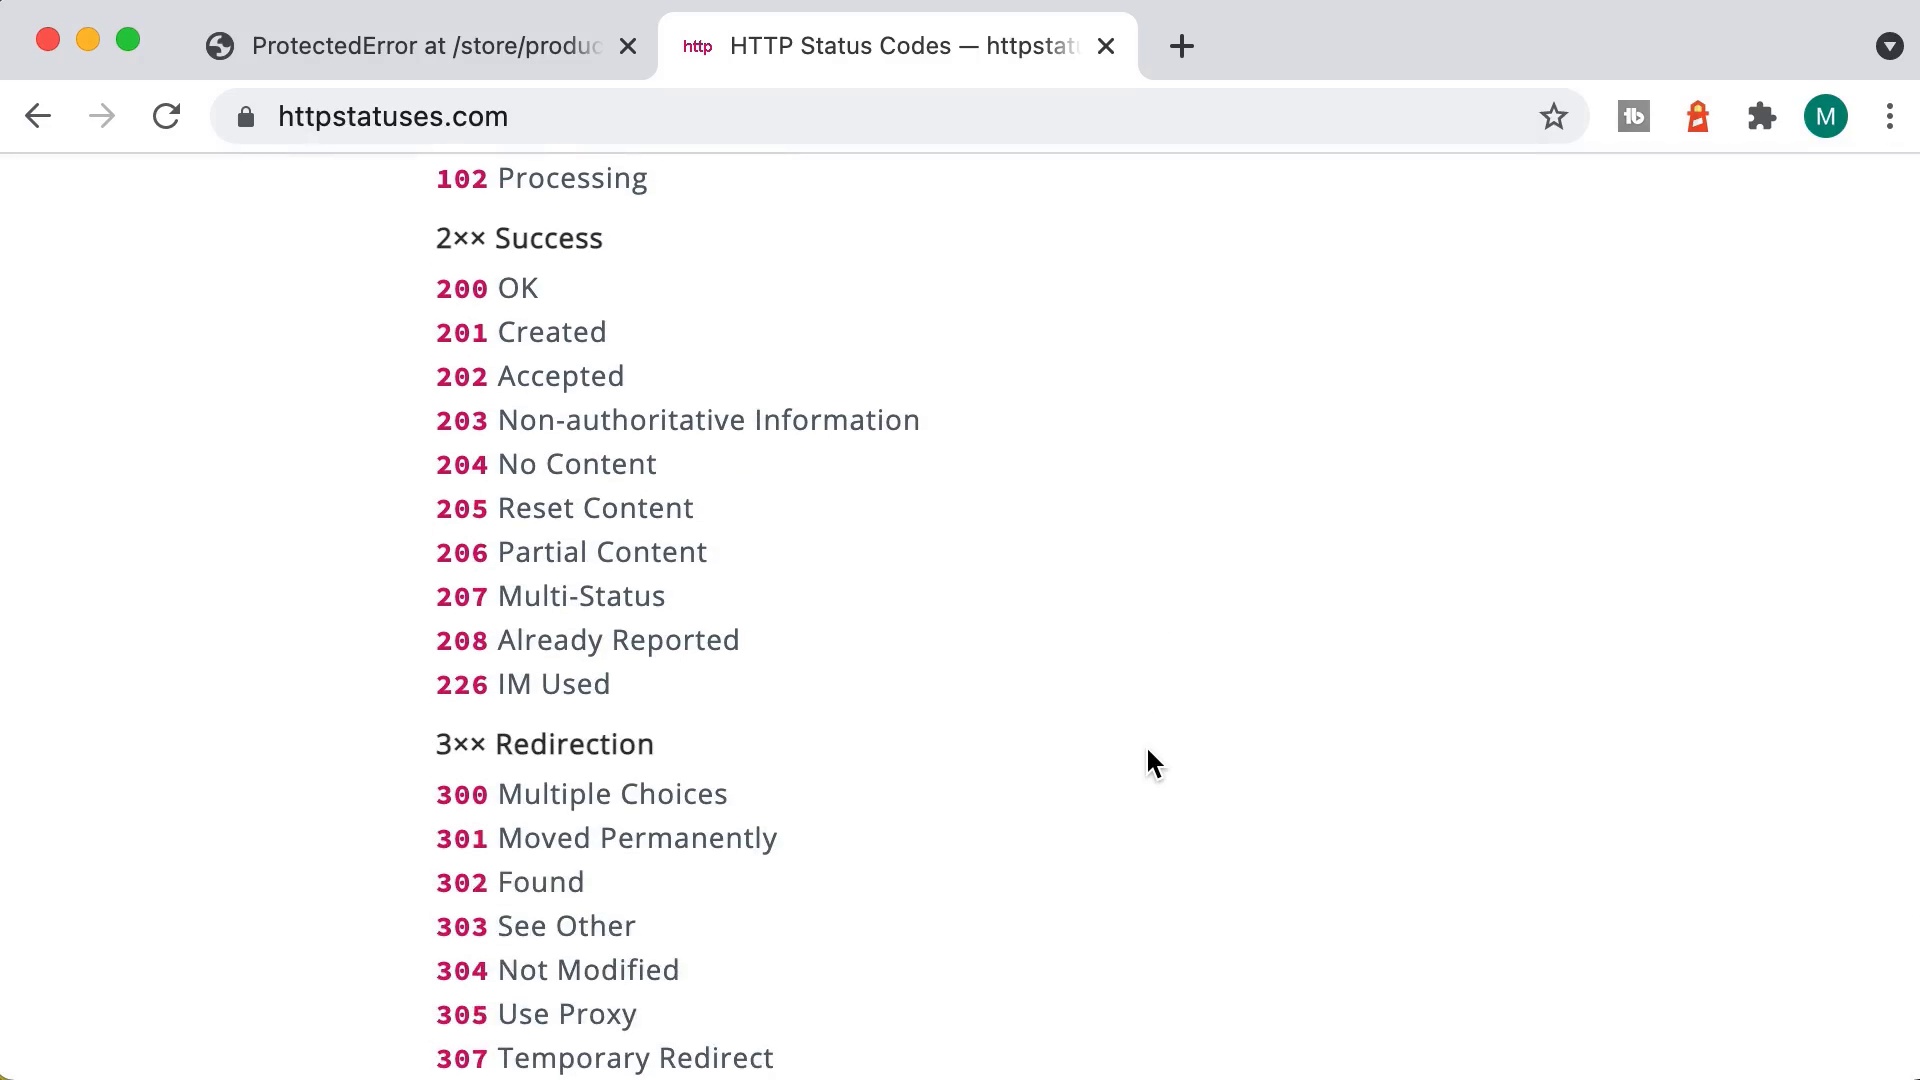 ProtectedError at /store/produc
http HTTP Status Codes — httpstatu
httpstatuses.com
tb
M
102 Processing
2×× Success
200 OK
201 Created
202 Accepted
203 Non-authoritative Information
204 No Content
205 Reset Content
206 Partial Content
207 Multi-Status
208 Already Reported
226 IM Used
3×× Redirection
300 Multiple Choices
301 Moved Permanently
302 Found
303 See Other
304 Not Modified
305 Use Proxy
307 Temporary Redirect